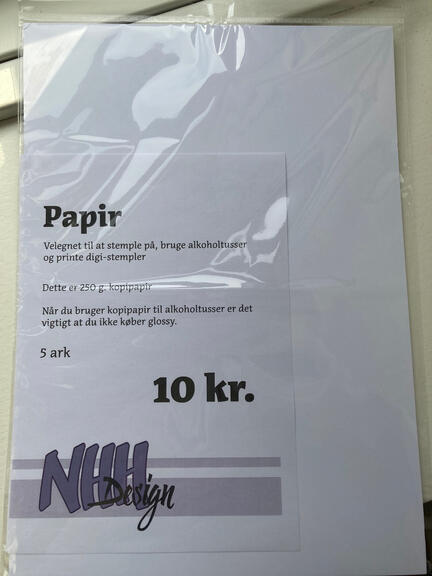 Papir
Velegnet til at stemple på, bruge alkoholtusser
og printe digi-stempler
Dette er 250 g. kopipapir
Når du bruger kopipapir til alkoholtusser er det
vigtigt at du ikke køber glossy.
5 ark
10 kr.
NHH
Design